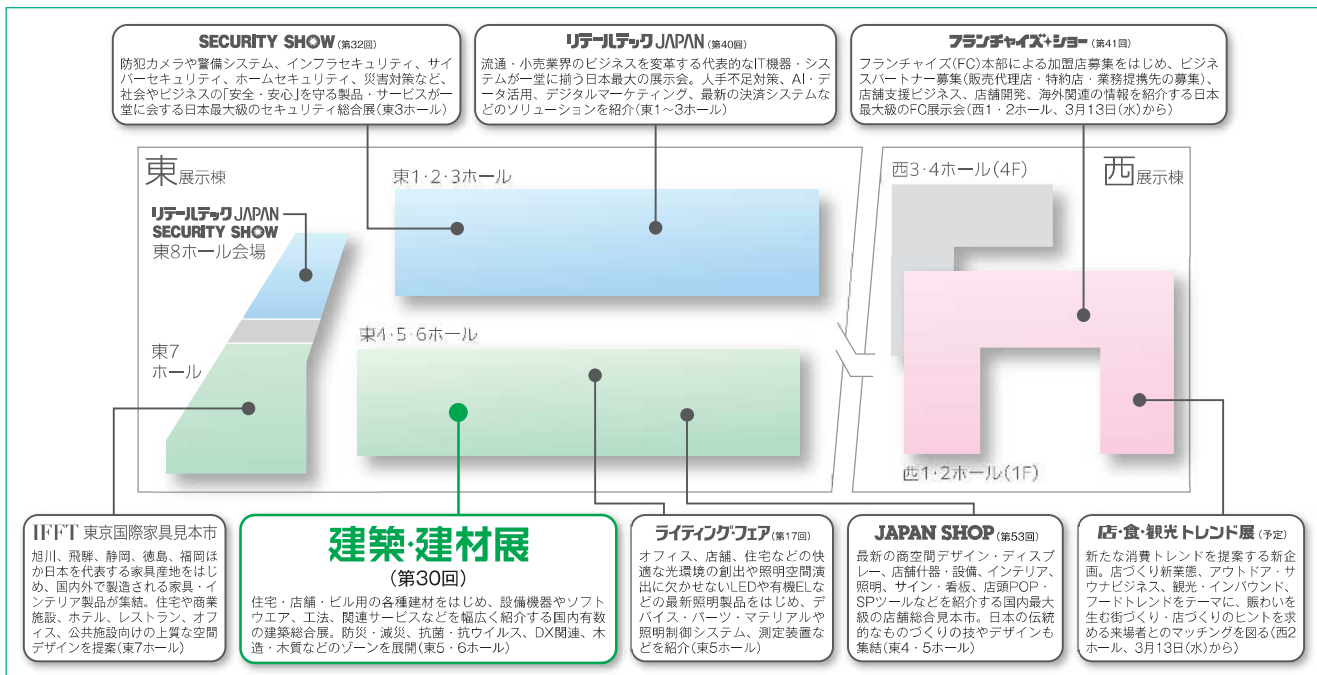 SECURITY SHOW(第32回)
防犯カメラや警備システム、インフラセキュリティ、サイ
バーセキュリティ、ホームセキュリティ、災害対策など、
社会やビジネスの「安全・安心」を守る製品・サービスが一
堂に会する日本最大級のセキュリティ総合展(東3ホール)
リテールテックJAPAN(第40回)
流通・小売業界のビジネスを変革する代表的なIT機器・シ
ステムが一堂に揃う日本最大の展示会。人手不足対策、AI・デ
ータ活用、デジタルマーケティング、最新の決済システムな
どのソリューションを紹介(東1〜3ホール)
フランチャイズ・ショー(第41回)
フランチャイズ(FC)本部による加盟店募集をはじめ、ビジネ
スパートナー募集(販売代理店・特約店・業務提携先の募集)、
店舗支援ビジネス、店舗開発、海外関連の情報を紹介する日本
最大級のFC展示会(西1・2ホール、3月13日(水)から)
東展示棟
東1・2・3ホール
西3・4ホール(4F)
西展示棟
リテールテックJAPAN
SECURITY SHOW
東8ホール会場
東4・5・6ホール
東7
ホール
西1・2ホール(1F)
IFFT 東京国際家具見本市
旭川、飛騨、静岡、徳島、福岡ほ
か日本を代表する家具産地をはじ
め、国内外で製造される家具・イ
ンテリア製品が集結。住宅や商業
施設、ホテル、レストラン、オフ
ィス、公共施設向けの上質な空間
デザインを提案(東7ホール)
建築・建材展
(第30回)
住宅・店舗・ビル用の各種建材をはじめ、設備機器やソフト
ウエア、工法、関連サービスなどを幅広く紹介する国内有数
の建築総合展。防災・減災、抗菌・抗ウイルス、DX関連、木
造・木質などのゾーンを展開(東5・6ホール)
ライティング・フェア(第17回)
オフィス、店舗、住宅などの快
適な光環境の創出や照明空間演
出に欠かせないLEDや有機ELな
どの最新照明製品をはじめ、デ
バイス・パーツ・マテリアルや
照明制御システム、測定装置な
どを紹介(東5ホール)
JAPAN SHOP(第53回)
最新の商空間デザイン・ディスプ
レー、店舗什器・設備、インテリア、
照明、サイン・看板、店頭POP・
SPツールなどを紹介する国内最大
級の店舗総合見本市。日本の伝統
的なものづくりの技やデザインも
集結(東4・5ホール)
店・食・観光トレンド展(予定)
新たな消費トレンドを提案する新企
画。店づくり新業態、アウトドア・サ
ウナビジネス、観光・インバウンド、
フードトレンドをテーマに、賑わいを
生む街づくり・店づくりのヒントを求
める来場者とのマッチングを図る(西2
ホール、3月13日(水)から)